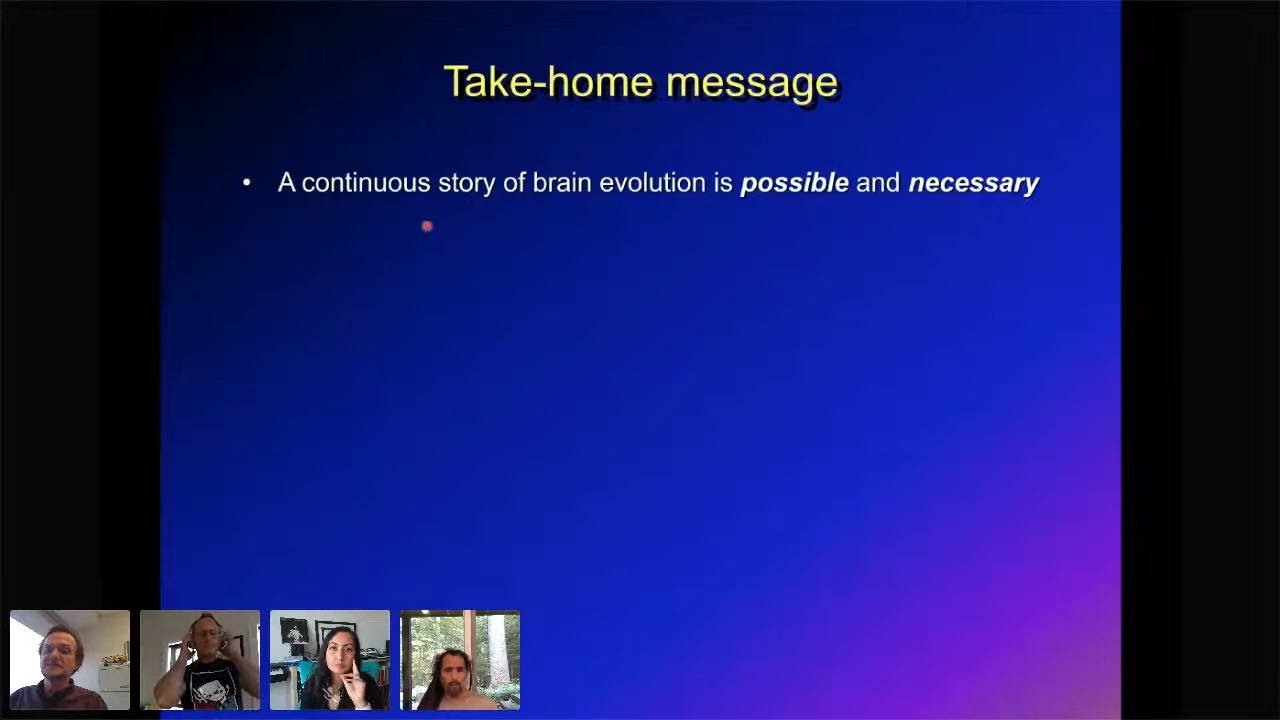 Take-home message
• A continuous story of brain evolution is possible and necessary